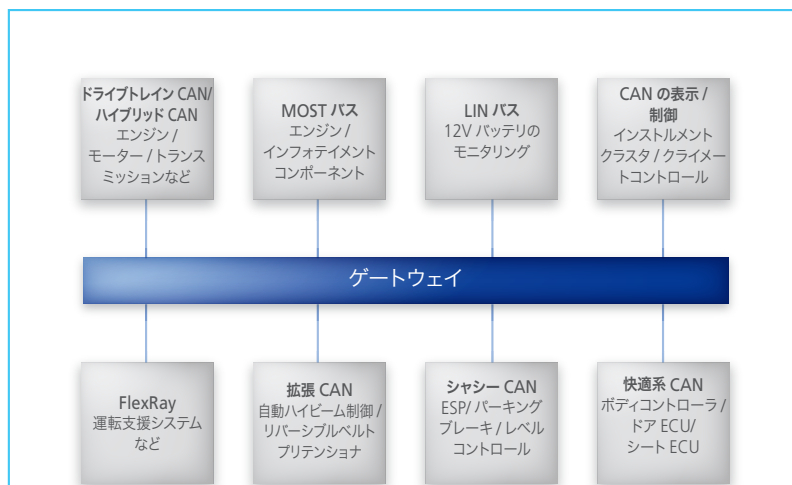 ドライブトレイン CAN/
ハイブリッド CAN
エンジン /
モーター / トランス
ミッションなど
MOST バス
エンジン /
インフォテイメント
コンポーネント
LIN バス
12V バッテリの
モニタリング
CAN の表示 /
制御
インストルメント
クラスタ / クライメー
トコントロール
ゲートウェイ
FlexRay
運転支援システム
など
拡張 CAN
自動ハイビーム制御 /
リバーシブルベルト
プリテンショナ
シャシー CAN
ESP/ パーキング
ブレーキ / レベル
コントロール
快適系 CAN
ボディコントローラ /
ドア ECU/
シート ECU